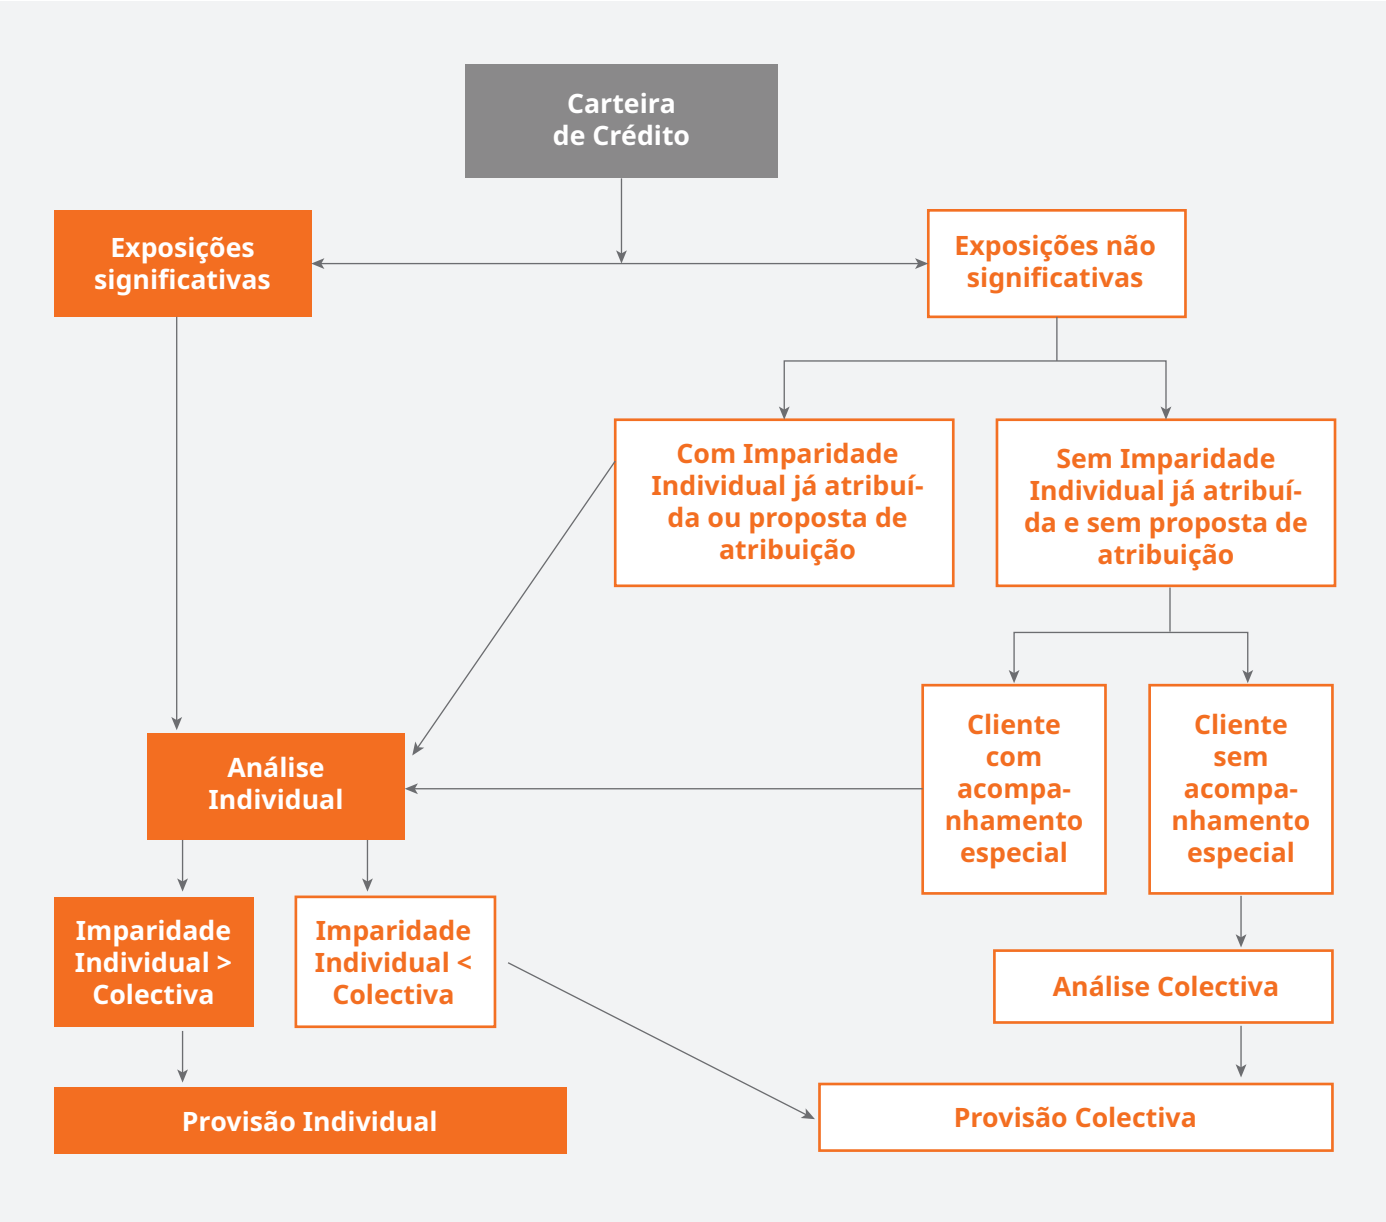 Carteira
de Crédito
Exposições
significativas
Exposições não
significativas
Com Imparidade
Individual já atribuí-
da ou proposta de
atribuição
Sem Imparidade
Individual já atribuí-
da e sem proposta de
atribuição
Análise
Individual
Cliente
com
acompa-
nhamento
especial
Cliente
sem
acompa-
nhamento
especial
Imparidade
Individual >
Colectiva
Imparidade
Individual <
Colectiva
Análise Colectiva
Provisão Individual
Provisão Colectiva